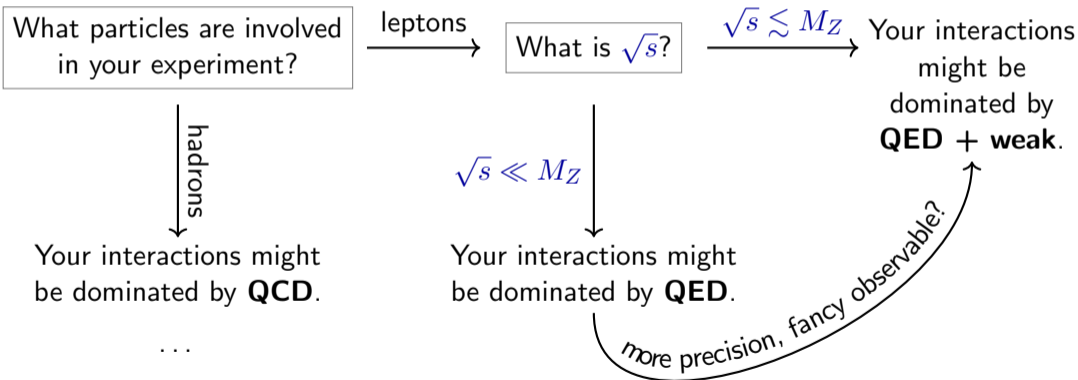 What particles are involved
in your experiment?
leptons
What is √s?
√s ≲ M_Z
Your interactions
might be
dominated by
QED + weak.
hadrons
√s ≪ M_Z
Your interactions might
be dominated by QCD.
...
Your interactions might
be dominated by QED.
more precision, fancy observable?